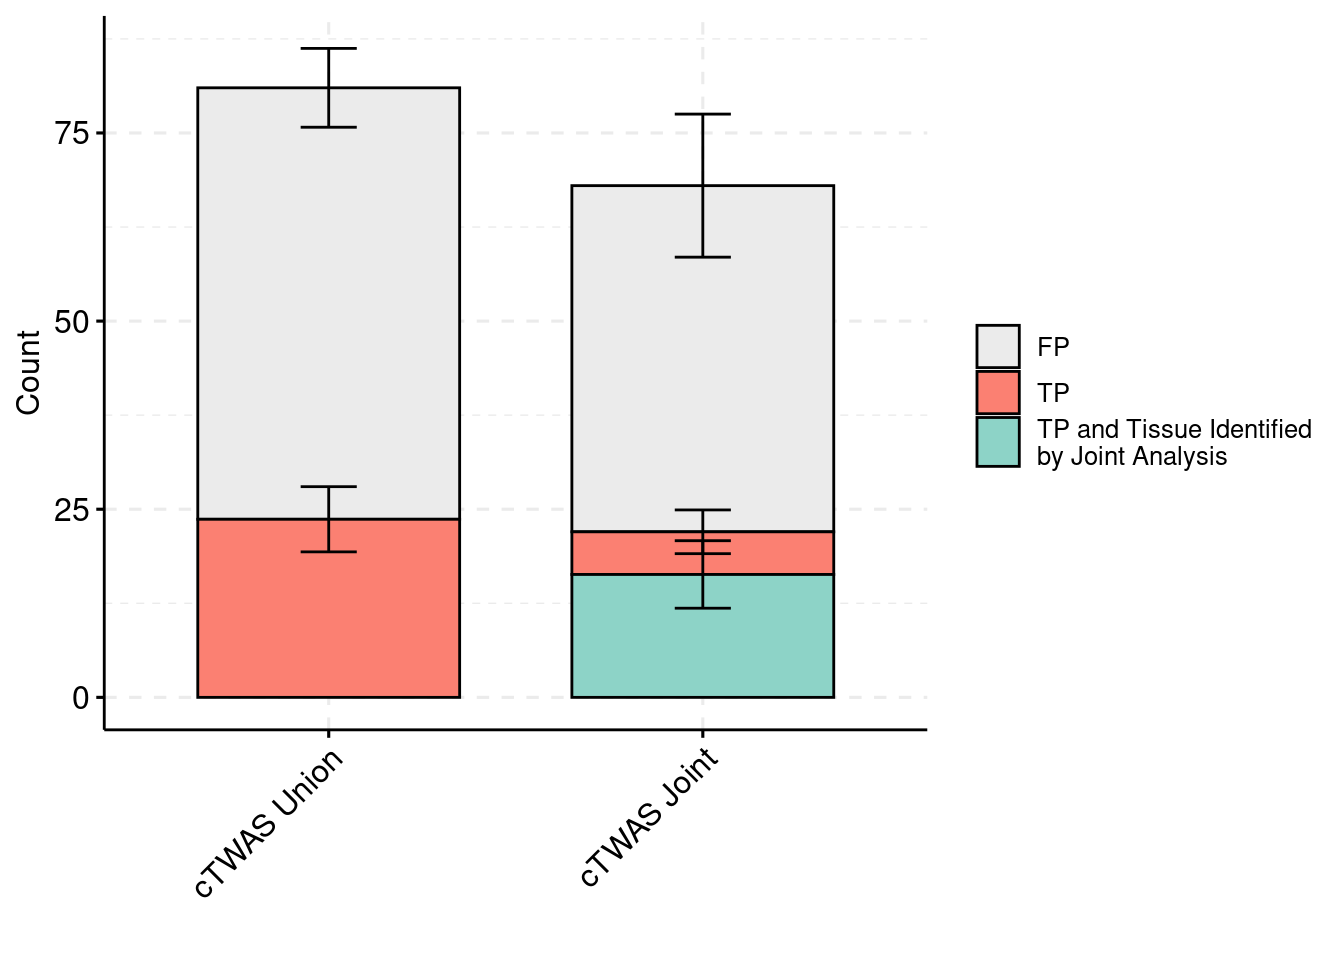 75
50
25
0
Count
cTWAS Union
cTWAS Joint
FP
TP
TP and Tissue Identified
by Joint Analysis